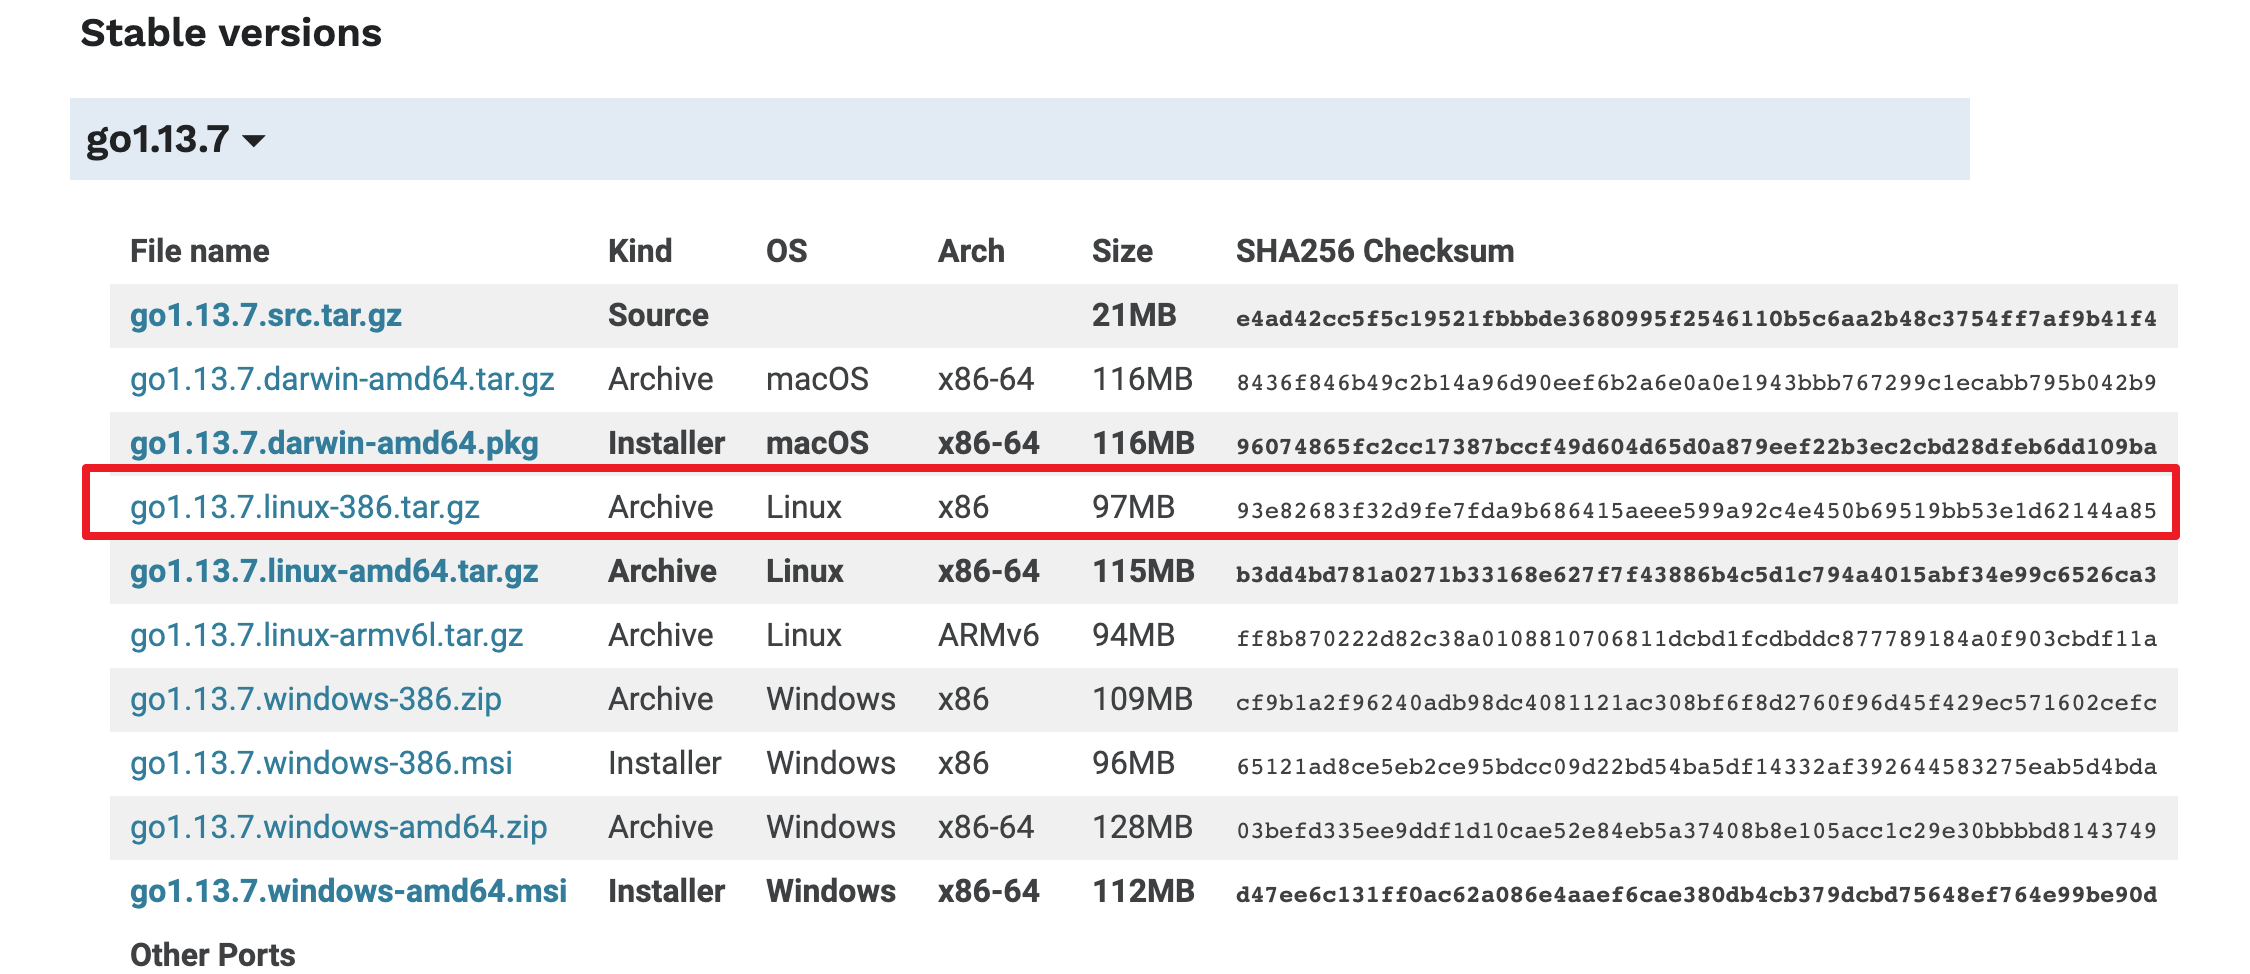 Stable versions
go1.13.7
File name Kind OS Arch Size SHA256 Checksum
go1.13.7.src.tar.gz Source 21MB e4ad42cc5f5c19521fbbbde3680995f2546110b5c6aa2b48c3754ff7af9b41f4
go1.13.7.darwin-amd64.tar.gz Archive macOS x86-64 116MB 8436f846b49c2b14a96d90eef6b2a6e0a0e1943bbb767299c1ecabb795b042b9
go1.13.7.darwin-amd64.pkg Installer macOS x86-64 116MB 96074865fc2cc17387bccf49d604d65d0a879eef22b3ec2cbd28dfeb6dd109ba
go1.13.7.linux-386.tar.gz Archive Linux x86 97MB 93e82683f32d9fe7fda9b686415aeee599a92c4e450b69519bb53e1d62144a85
go1.13.7.linux-amd64.tar.gz Archive Linux x86-64 115MB b3dd4bd781a0271b33168e627f7f43886b4c5d1c794a4015abf34e99c6526ca3
go1.13.7.linux-armv6l.tar.gz Archive Linux ARMv6 94MB ff8b870222d82c38a0108810706811dcbd1fcdbddc877789184a0f903cbdf11a
go1.13.7.windows-386.zip Archive Windows x86 109MB cf9b1a2f96240adb98dc4081121ac308bf6f8d2760f96d45f429ec571602cefc
go1.13.7.windows-386.msi Installer Windows x86 96MB 65121ad8ce5eb2ce95bdcc09d22bd54ba5df14332af392644583275eab5d4bda
go1.13.7.windows-amd64.zip Archive Windows x86-64 128MB 03befd335ee9ddf1d10cae52e84eb5a37408b8e105acc1c29e30bbbbd8143749
go1.13.7.windows-amd64.msi Installer Windows x86-64 112MB d47ee6c131ff0ac62a086e4aaef6cae380db4cb379dcbd75648ef764e99be90d
Other Ports